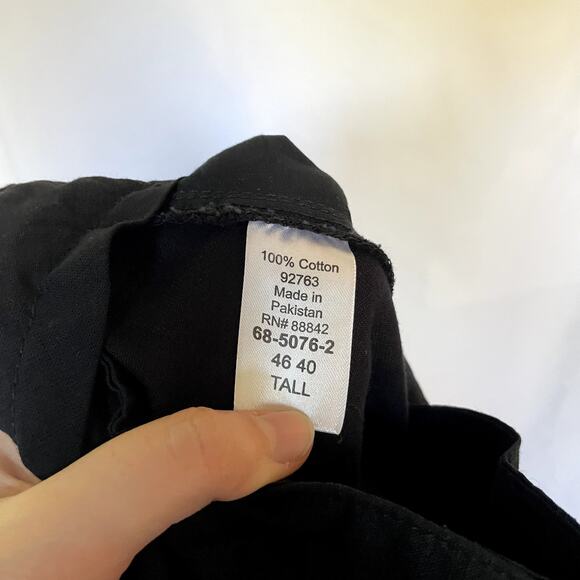 100% Cotton
92763
Made in
Pakistan
RN# 88842
68-5076-2
46 40
TALL